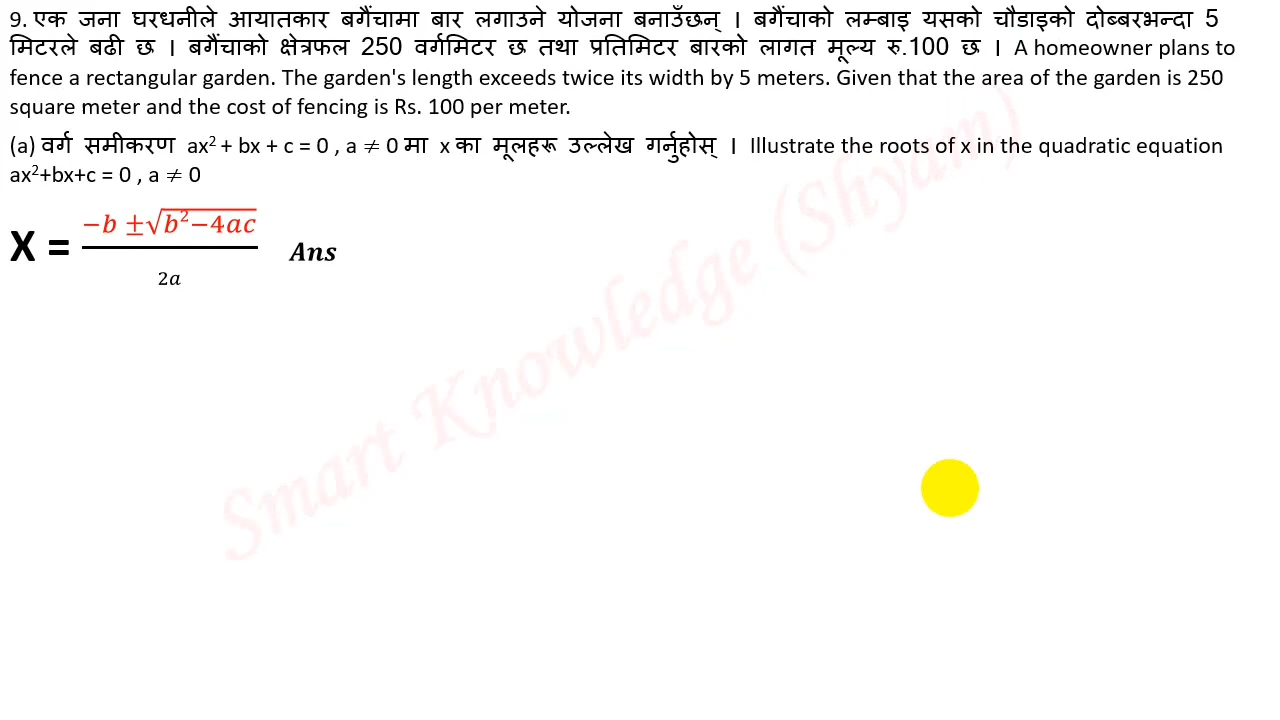 9. एक जना घरधनीले आयातकार बगैंचामा बार लगाउने योजना बनाउँछन् । बगैंचाको लम्बाइ यसको चौडाइको दोब्बरभन्दा 5
मिटरले बढी छ । बगैंचाको क्षेत्रफल 250 वर्गमिटर छ तथा प्रतिमिटर बारको लागत मूल्य रु.100 छ । A homeowner plans to
fence a rectangular garden. The garden's length exceeds twice its width by 5 meters. Given that the area of the garden is 250
square meter and the cost of fencing is Rs. 100 per meter.
(a) वर्ग समीकरण ax² + bx + c = 0 , a ≠ 0 मा x का मूलहरू उल्लेख गर्नुहोस् । Illustrate the roots of x in the quadratic equation
ax²+bx+c = 0 , a ≠ 0
X = (−b ±√(b²−4ac))/2a Ans
Smart Knowledge (Shyam)